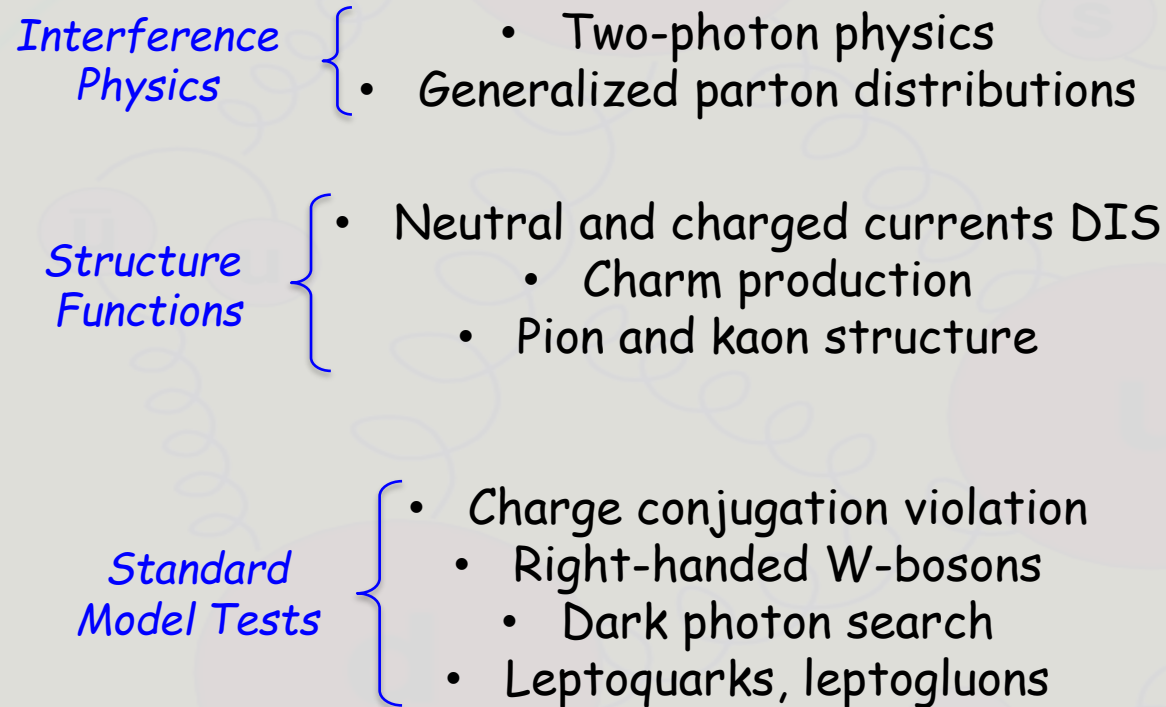 Interference
Physics
• Two-photon physics
• Generalized parton distributions
Structure
Functions
• Neutral and charged currents DIS
• Charm production
• Pion and kaon structure
Standard
Model Tests
• Charge conjugation violation
• Right-handed W-bosons
• Dark photon search
• Leptoquarks, leptogluons